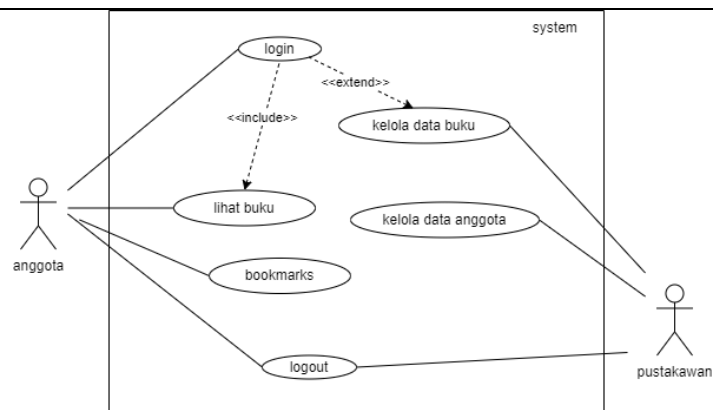 system
login
<<extend>>
<<include>>
kelola data buku
lihat buku
kelola data anggota
anggota
bookmarks
logout
pustakawan